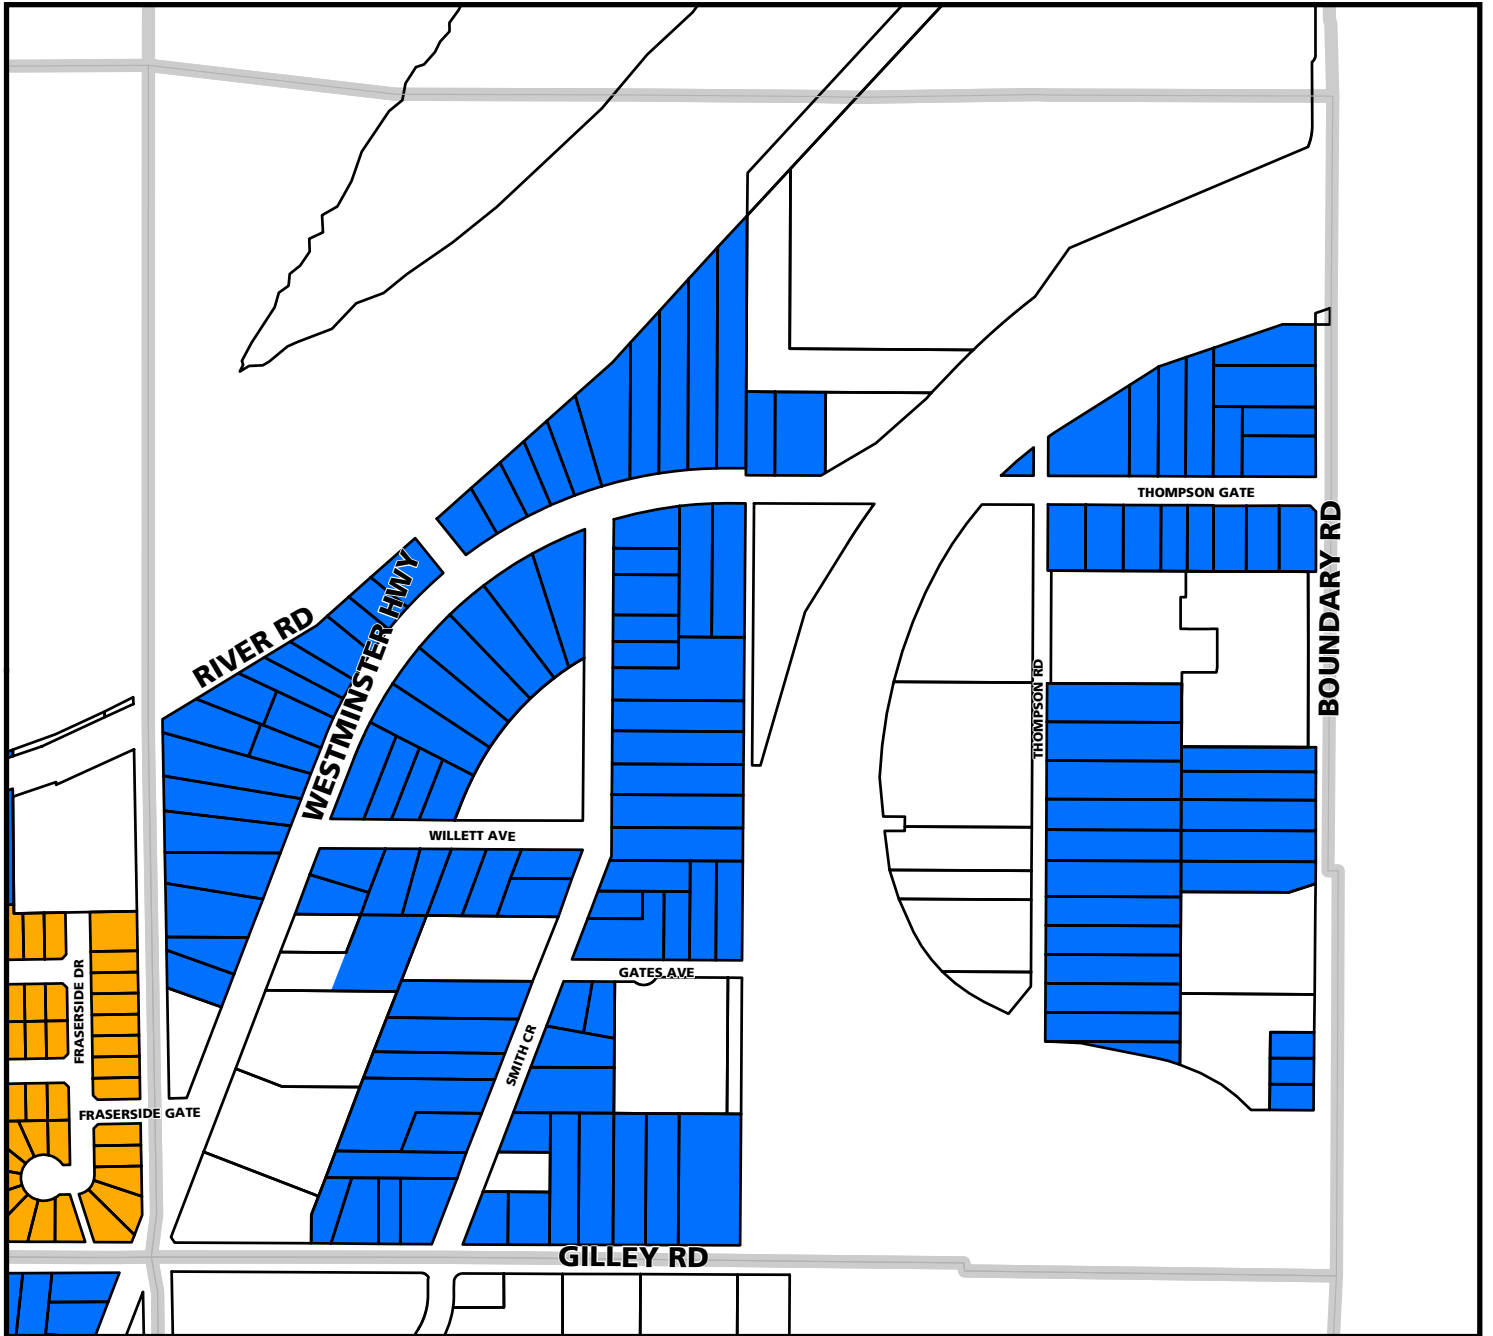 THOMPSON GATE
BOUNDARY RD
RIVER RD
WESTMINSTER HWY
THOMPSON RD
WILLETT AVE
GATES AVE
FRASERSIDE DR
SMITH CR
FRASERSIDE GATE
GILLEY RD